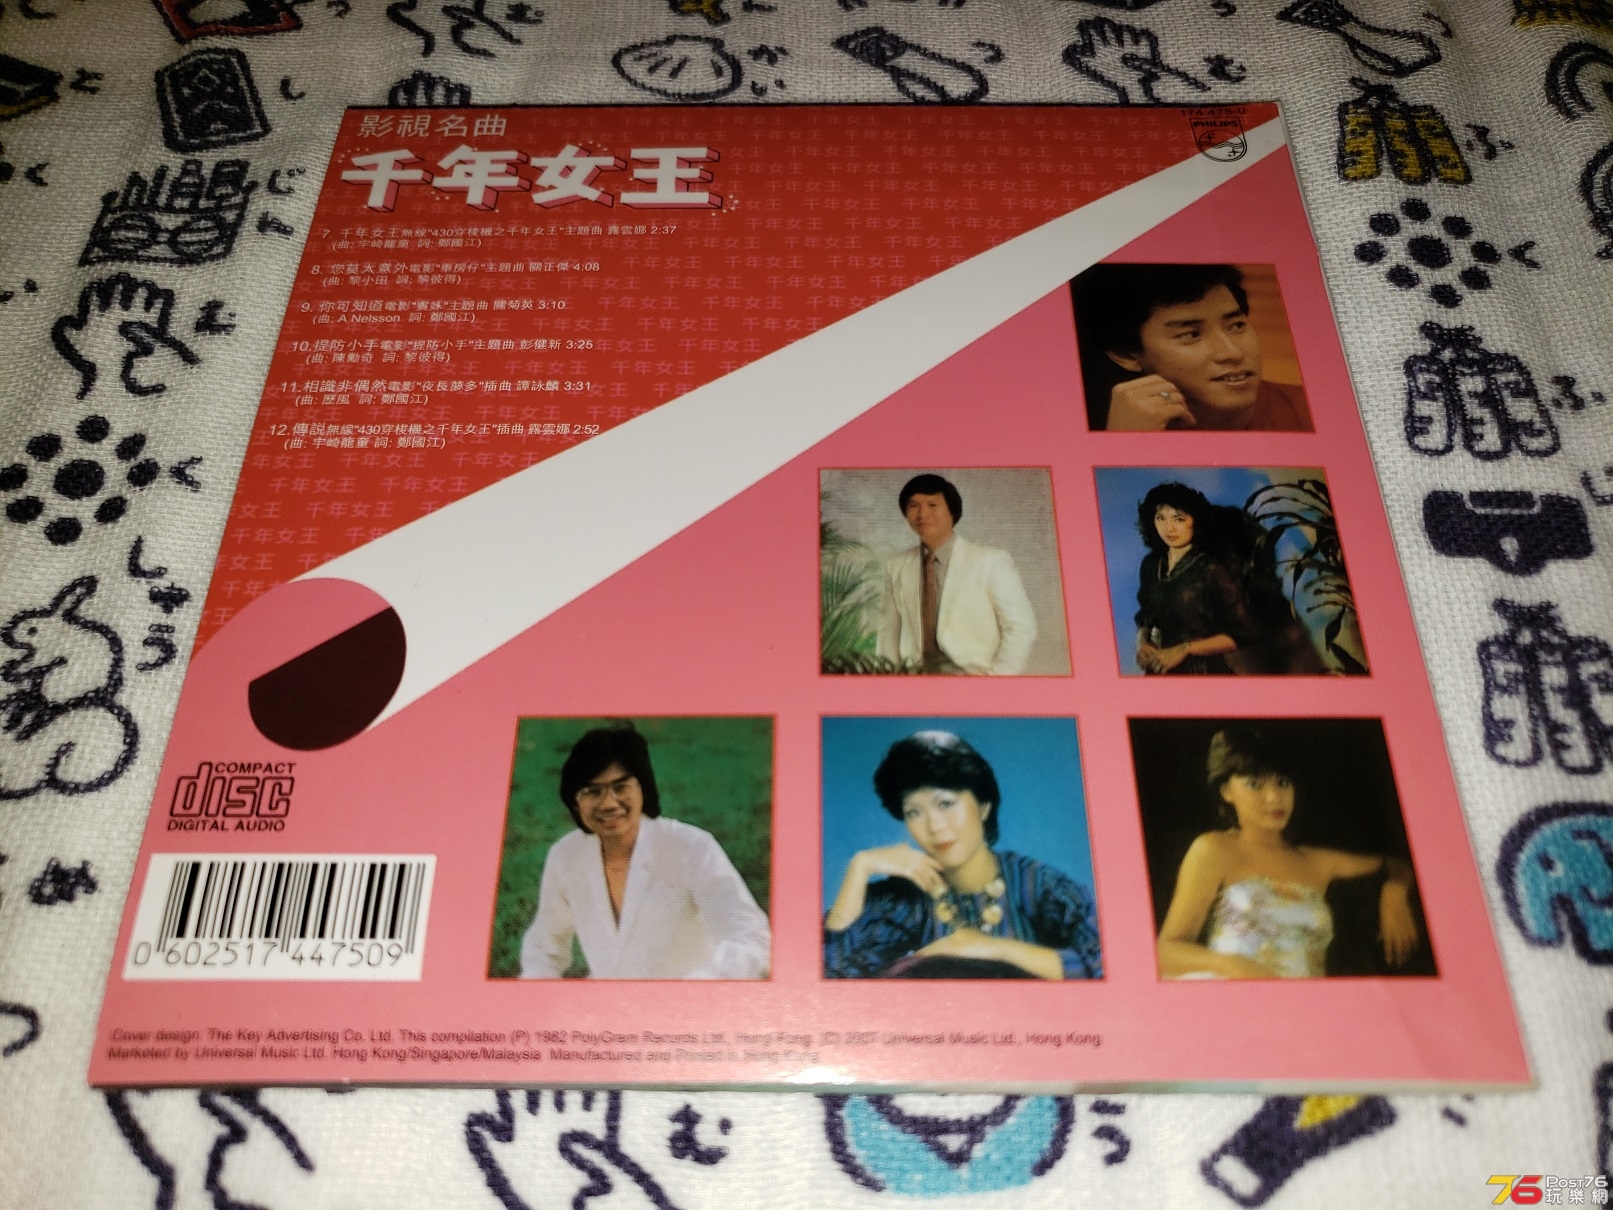 影視名曲
千年女王
174 475-0
PHILIPS
7. 千年女王無線"430穿梭機之千年女王"主題曲 露雲娜 2:37
(曲: 宇崎龍童 詞: 鄭國江)
8. 您莫太意外電影"車房仔"主題曲 關正傑 4:08
(曲: 黎小田 詞: 黎彼得)
9. 你可知道電影"賓妹"主題曲 關菊英 3:10
(曲: A Nelsson 詞: 鄭國江)
10.提防小手電影"提防小手"主題曲 彭健新 3:25
(曲: 陳勳奇 詞: 黎彼得)
11.相識非偶然電影"夜長夢多"插曲 譚詠麟 3:31
(曲: 歷風 詞: 鄭國江)
12.傳說無線"430穿梭機之千年女王"插曲 露雲娜 2:52
(曲: 宇崎龍童 詞: 鄭國江)
COMPACT
disc
DIGITAL AUDIO
0 602517 447509
Cover design: The Key Advertising Co. Ltd. This compilation (P) 1982 PolyGram Records Ltd., Hong Kong. (C) 2007 Universal Music Ltd., Hong Kong
Marketed by Universal Music Ltd. Hong Kong/Singapore/Malaysia Manufactured and Printed in Hong Kong
76 Post76
玩樂網